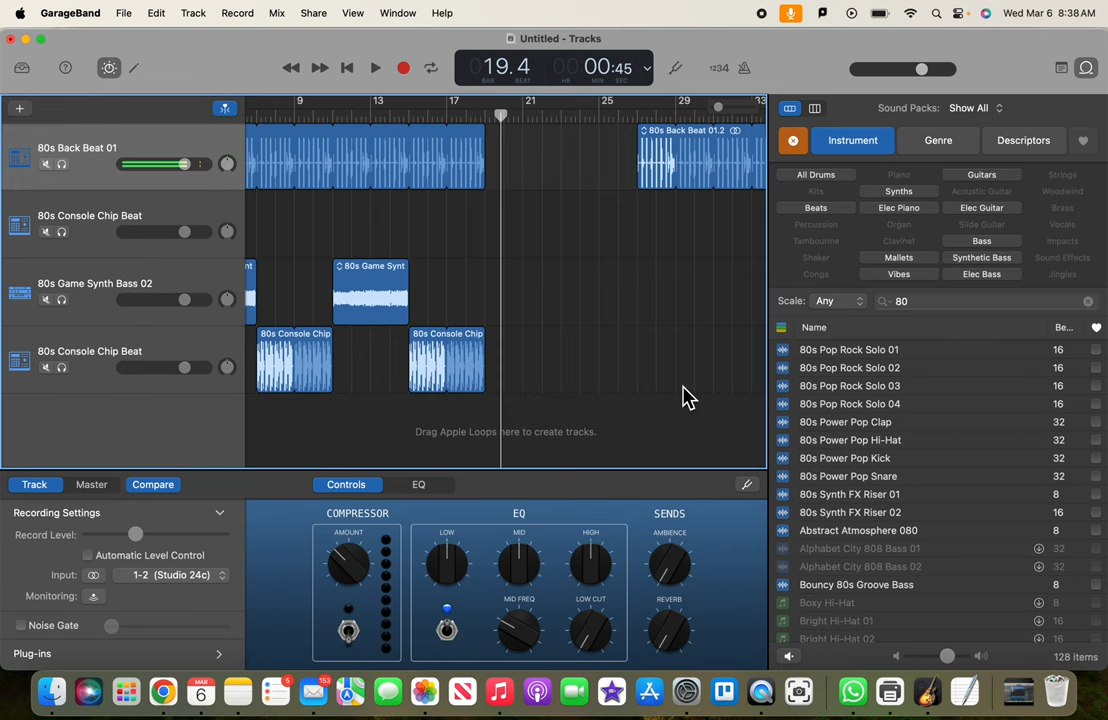 GarageBand File Edit Track Record Mix Share View Window Help Wed Mar 6 8:38 AM
Untitled - Tracks
19.4 00:45 1234
BAR BEAT HR MIN SEC
9 13 17 21 25 29 33
Sound Packs: Show All
Instrument Genre Descriptors
80s Back Beat 01
80s Back Beat 01.2
All Drums Piano Guitars Strings
Kits Synths Acoustic Guitar Woodwind
Beats Elec Piano Elec Guitar Brass
Percussion Organ Slide Guitar Vocals
Tambourine Clavinet Bass Impacts
Shaker Mallets Synthetic Bass Sound Effects
Conga Vibes Elec Bass Jingles
80s Console Chip Beat
80s Game Synth Bass 02
nt 80s Game Synt
80s Console Chip Beat
80s Console Chip 80s Console Chip
Drag Apple Loops here to create tracks.
Scale: Any 80
Name Be...
80s Pop Rock Solo 01 16
80s Pop Rock Solo 02 16
80s Pop Rock Solo 03 16
80s Pop Rock Solo 04 16
80s Power Pop Clap 32
80s Power Pop Hi-Hat 32
80s Power Pop Kick 32
80s Power Pop Snare 32
80s Synth FX Riser 01 8
80s Synth FX Riser 02 16
Abstract Atmosphere 080 8
Alphabet City 808 Bass 01 32
Alphabet City 808 Bass 02 32
Bouncy 80s Groove Bass 8
Boxy Hi-Hat 8
Bright Hi-Hat 01 16
Bright Hi-Hat 02 16
128 items
Track Master Compare Controls EQ
Recording Settings
Record Level:
Automatic Level Control
Input: 1-2 (Studio 24c)
Monitoring:
Noise Gate
Plug-ins
COMPRESSOR EQ SENDS
AMOUNT LOW MID HIGH AMBIENCE
MID FREQ LOW CUT REVERB
MAR
6 5 153